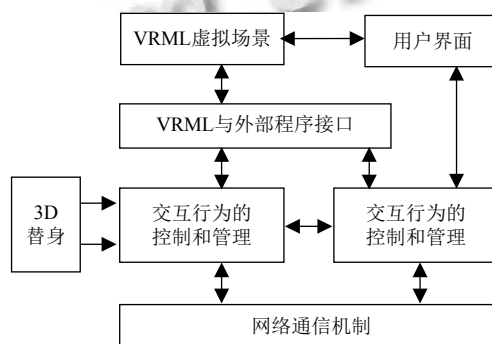 VRML虚拟场景
用户界面
VRML与外部程序接口
3D
替身
交互行为的
控制和管理
交互行为的
控制和管理
网络通信机制